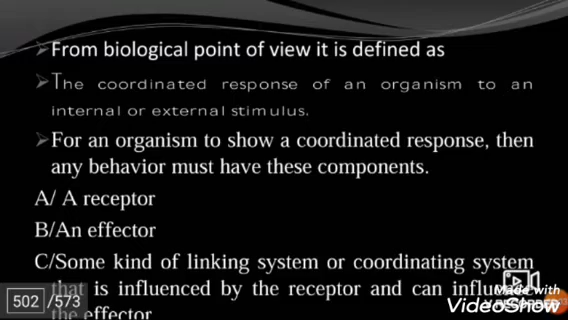 ➢From biological point of view it is defined as
➢The coordinated response of an organism to an
internal or external stimulus.
➢For an organism to show a coordinated response, then
any behavior must have these components.
A/ A receptor
B/An effector
C/Some kind of linking system or coordinating system
that is influenced by the receptor and can influence
the effector
502 /573
Made with
VideoShow